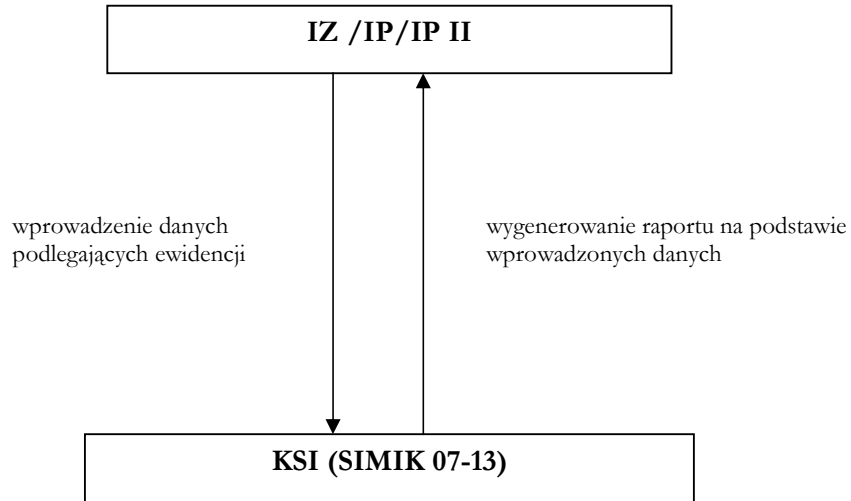 IZ /IP/IP II
wprowadzenie danych
podlegających ewidencji
wygenerowanie raportu na podstawie
wprowadzonych danych
KSI (SIMIK 07-13)